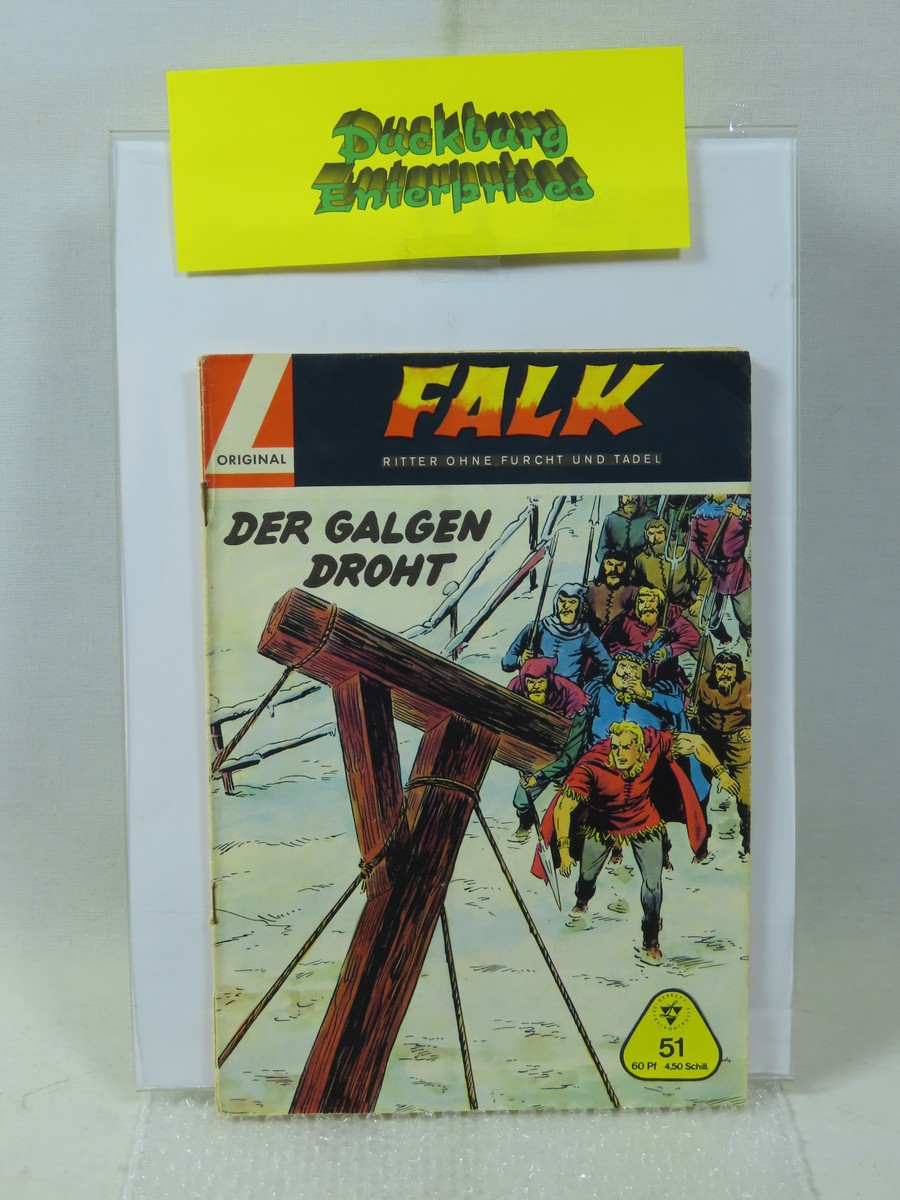 Duckburg
Enterprises
FALK
ORIGINAL
RITTER OHNE FURCHT UND TADEL
DER GALGEN
DROHT
51
60 Pf 4,50 Schill.